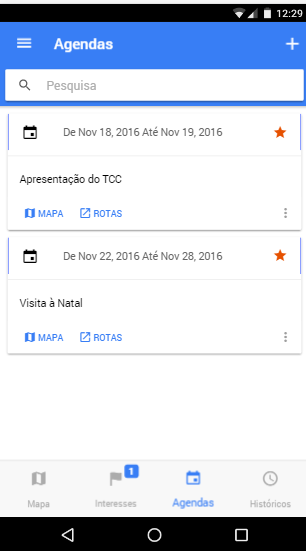 12:29
Agendas
Pesquisa
De Nov 18, 2016 Até Nov 19, 2016
Apresentação do TCC
MAPA ROTAS
De Nov 22, 2016 Até Nov 28, 2016
Visita à Natal
MAPA ROTAS
1
Mapa Interesses Agendas Históricos